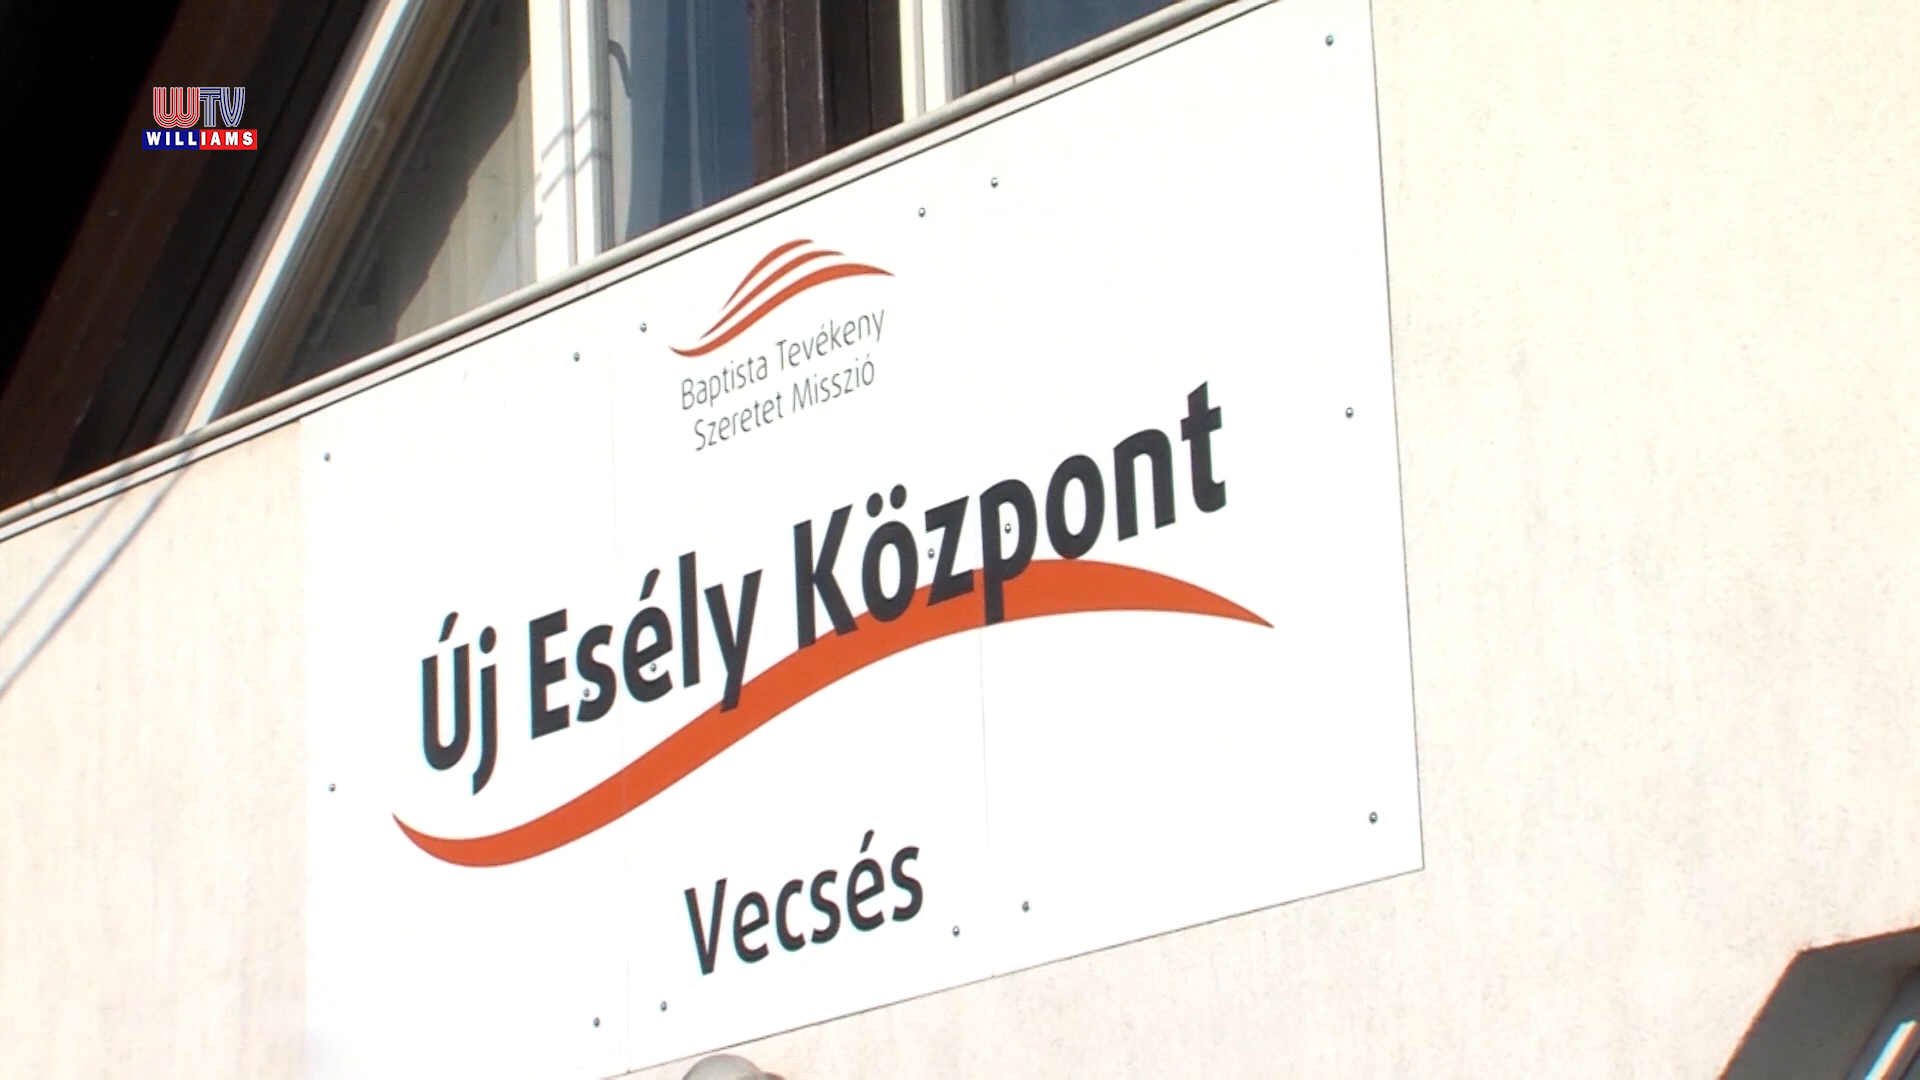 WTV
WILLIAMS
Baptista Tevékeny
Szeretet Misszió
Új Esély Központ
Vecsés